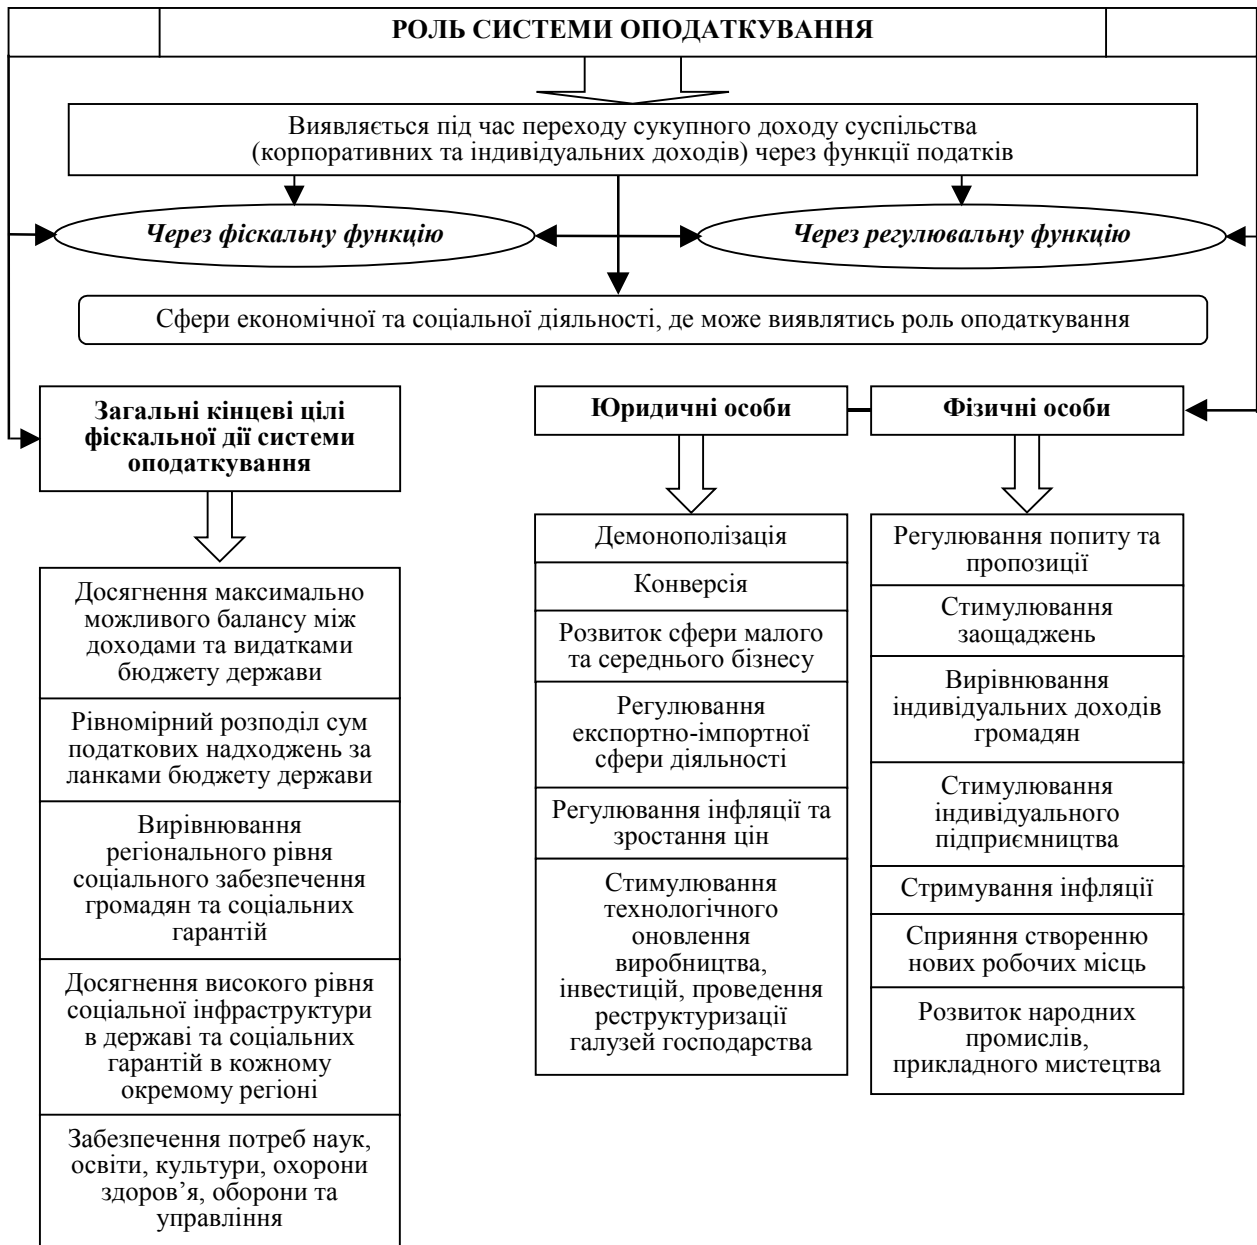 РОЛЬ СИСТЕМИ ОПОДАТКУВАННЯ
Виявляється під час переходу сукупного доходу суспільства
(корпоративних та індивідуальних доходів) через функції податків
Через фіскальну функцію
Через регулювальну функцію
Сфери економічної та соціальної діяльності, де може виявлятись роль оподаткування
Загальні кінцеві цілі
фіскальної дії системи
оподаткування
Досягнення максимально
можливого балансу між
доходами та видатками
бюджету держави
Рівномірний розподіл сум
податкових надходжень за
ланками бюджету держави
Вирівнювання
регіонального рівня
соціального забезпечення
громадян та соціальних
гарантій
Досягнення високого рівня
соціальної інфраструктури
в державі та соціальних
гарантій в кожному
окремому регіоні
Забезпечення потреб наук,
освіти, культури, охорони
здоров’я, оборони та
управління
Юридичні особи
Демонополізація
Конверсія
Розвиток сфери малого
та середнього бізнесу
Регулювання
експортно-імпортної
сфери діяльності
Регулювання інфляції та
зростання цін
Стимулювання
технологічного
оновлення
виробництва,
інвестицій, проведення
реструктуризації
галузей господарства
Фізичні особи
Регулювання попиту та
пропозиції
Стимулювання
заощаджень
Вирівнювання
індивідуальних доходів
громадян
Стимулювання
індивідуального
підприємництва
Стримування інфляції
Сприяння створенню
нових робочих місць
Розвиток народних
промислів,
прикладного мистецтва